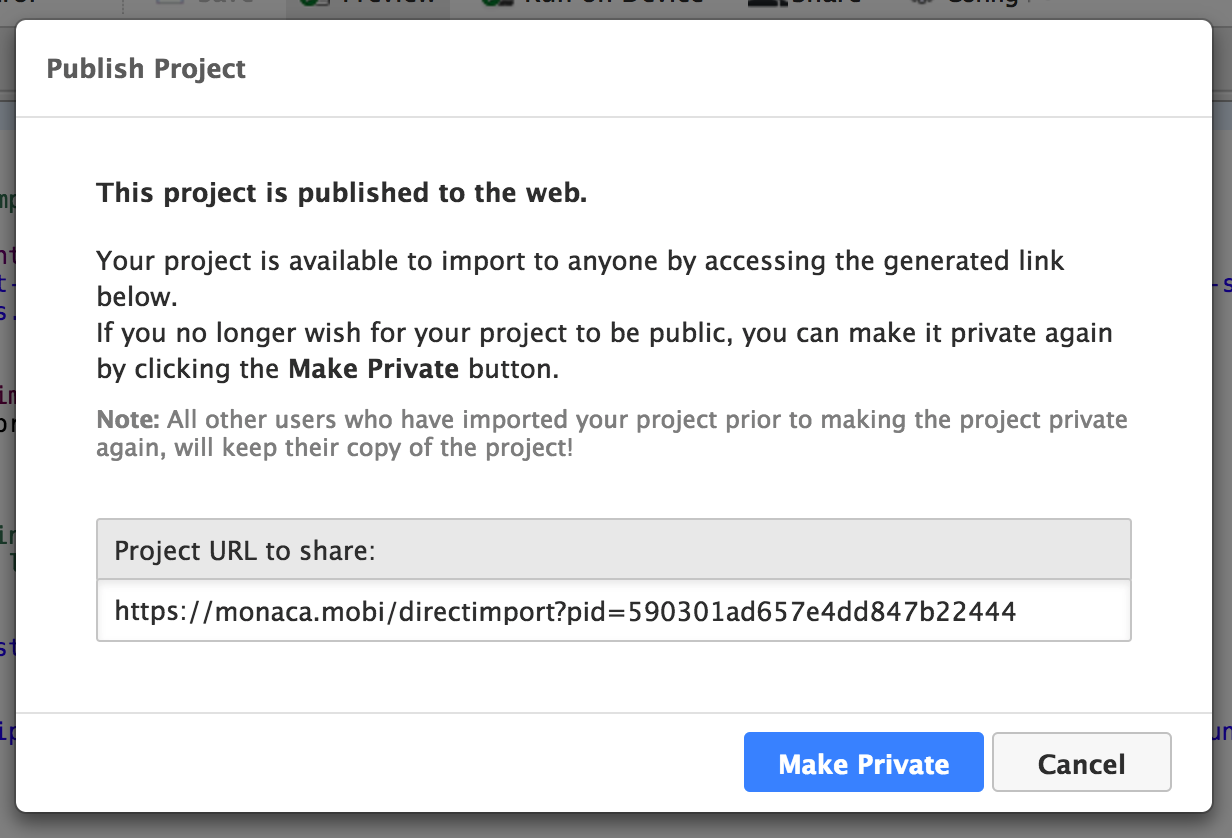 Publish Project
This project is published to the web.
Your project is available to import to anyone by accessing the generated link
below.
If you no longer wish for your project to be public, you can make it private again
by clicking the Make Private button.
Note: All other users who have imported your project prior to making the project private
again, will keep their copy of the project!
Project URL to share:
https://monaca.mobi/directimport?pid=590301ad657e4dd847b22444
Make Private
Cancel